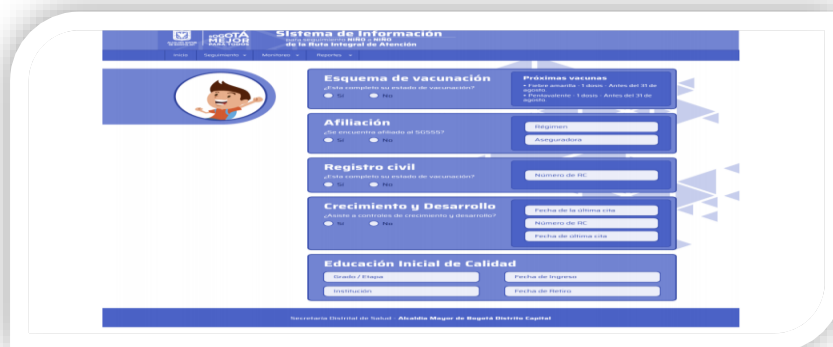 BOGOTÁ
MEJOR
PARA TODOS
Sistema de Información
para seguimiento NIÑO a NIÑO
de la Ruta Integral de Atención
Inicio Seguimiento Monitoreo Reportes
Esquema de vacunación
¿Esta completo su estado de vacunación?
Sí No
Próximas vacunas
• Fiebre amarilla - 1 dosis - Antes del 31 de
agosto
• Pentavalente - 1 dosis - Antes del 31 de
agosto
Afiliación
¿Se encuentra afiliado al SGSSS?
Sí No
Régimen
Aseguradora
Registro civil
¿Esta completo su estado de vacunación?
Sí No
Número de RC
Crecimiento y Desarrollo
¿Asiste a controles de crecimiento y desarrollo?
Sí No
Fecha de la última cita
Número de RC
Fecha de última cita
Educación Inicial de Calidad
Grado / Etapa Fecha de Ingreso
Institución Fecha de Retiro
Secretaría Distrital de Salud - Alcaldía Mayor de Bogotá Distrito Capital